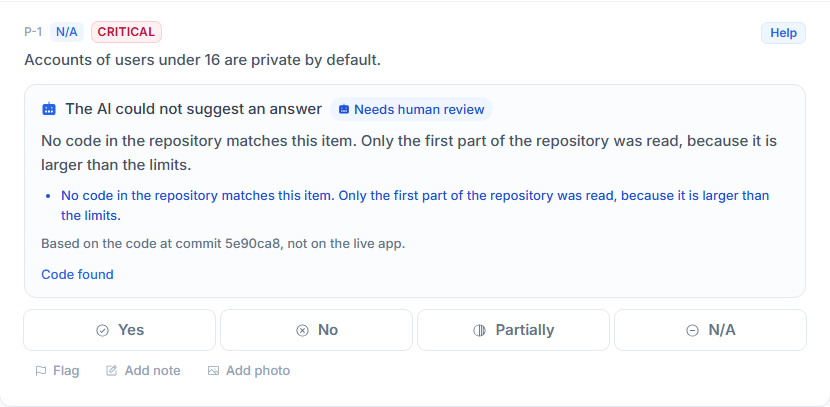 P-1 N/A CRITICAL Help
Accounts of users under 16 are private by default.
The AI could not suggest an answer Needs human review
No code in the repository matches this item. Only the first part of the repository was read, because it is
larger than the limits.
• No code in the repository matches this item. Only the first part of the repository was read, because it is larger than
the limits.
Based on the code at commit 5e90ca8, not on the live app.
Code found
Yes No Partially N/A
Flag Add note Add photo